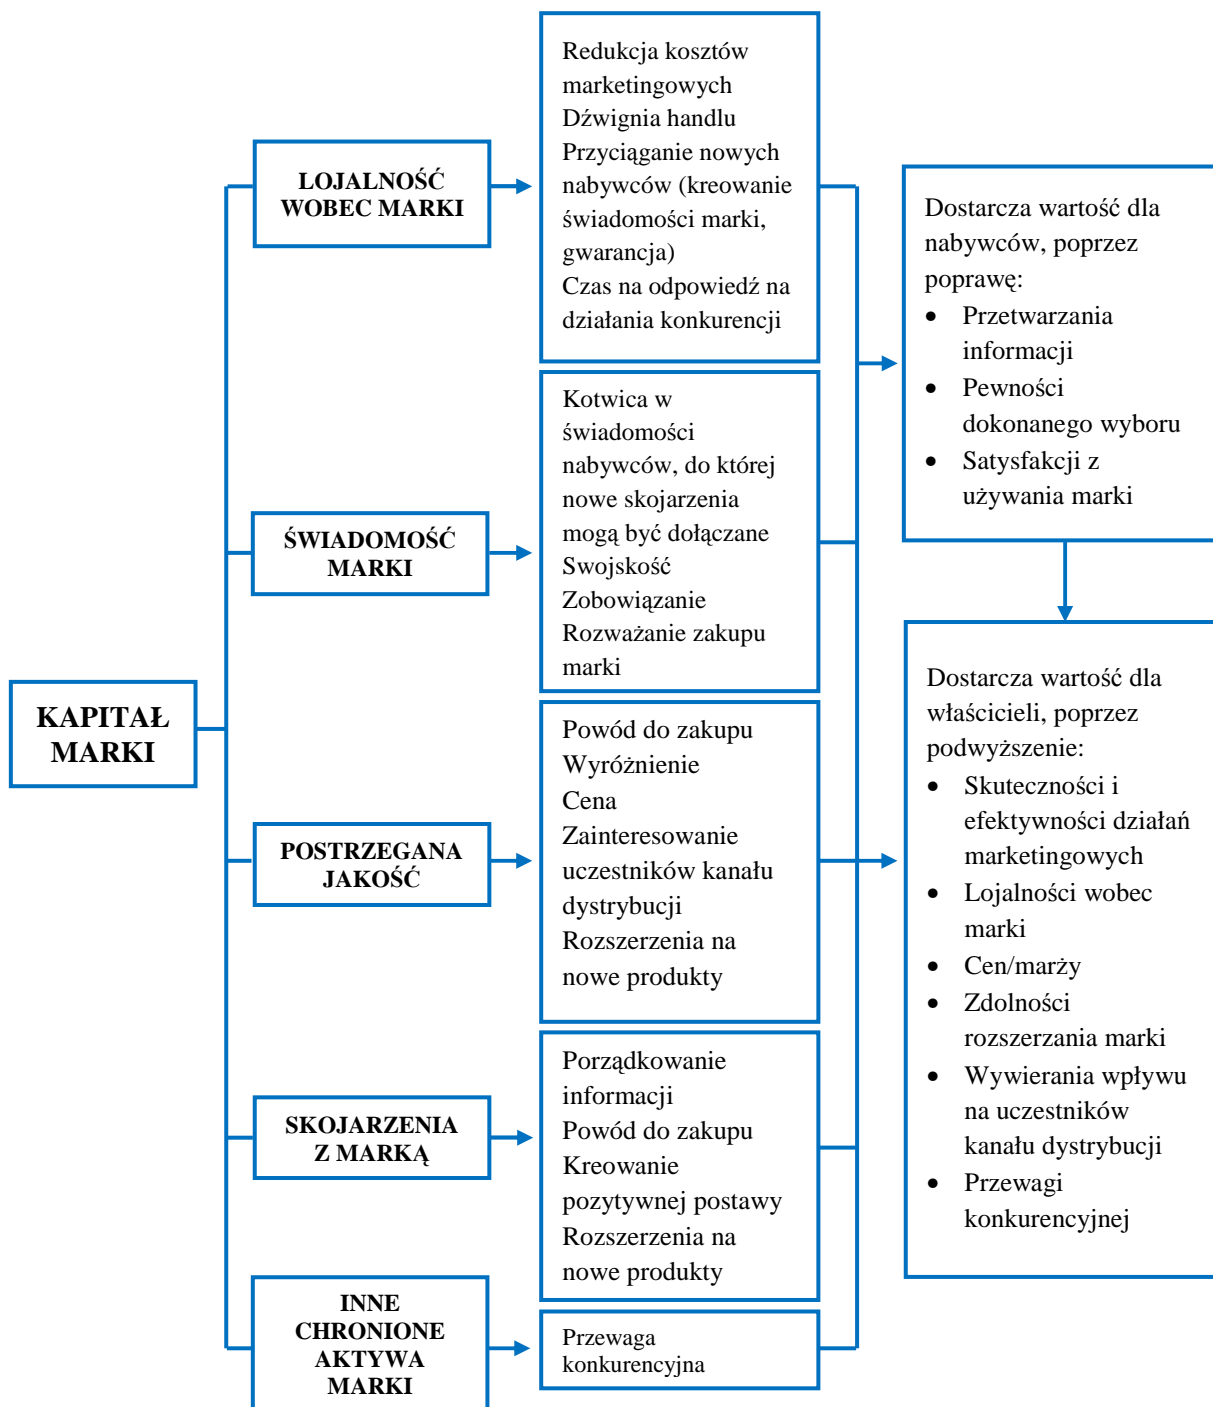 KAPITAŁ
MARKI
LOJALNOŚĆ
WOBEC MARKI
Redukcja kosztów
marketingowych
Dźwignia handlu
Przyciąganie nowych
nabywców (kreowanie
świadomości marki,
gwarancja)
Czas na odpowiedź na
działania konkurencji
ŚWIADOMOŚĆ
MARKI
Kotwica w
świadomości
nabywców, do której
nowe skojarzenia
mogą być dołączane
Swojskość
Zobowiązanie
Rozważanie zakupu
marki
POSTRZEGANA
JAKOŚĆ
Powód do zakupu
Wyróżnienie
Cena
Zainteresowanie
uczestników kanału
dystrybucji
Rozszerzenia na
nowe produkty
SKOJARZENIA
Z MARKĄ
Porządkowanie
informacji
Powód do zakupu
Kreowanie
pozytywnej postawy
Rozszerzenia na
nowe produkty
INNE
CHRONIONE
AKTYWA
MARKI
Przewaga
konkurencyjna
Dostarcza wartość dla
nabywców, poprzez
poprawę:
• Przetwarzania
informacji
• Pewności
dokonanego wyboru
• Satysfakcji z
używania marki
Dostarcza wartość dla
właścicieli, poprzez
podwyższenie:
• Skuteczności i
efektywności działań
marketingowych
• Lojalności wobec
marki
• Cen/marży
• Zdolności
rozszerzania marki
• Wywierania wpływu
na uczestników
kanału dystrybucji
• Przewagi
konkurencyjnej